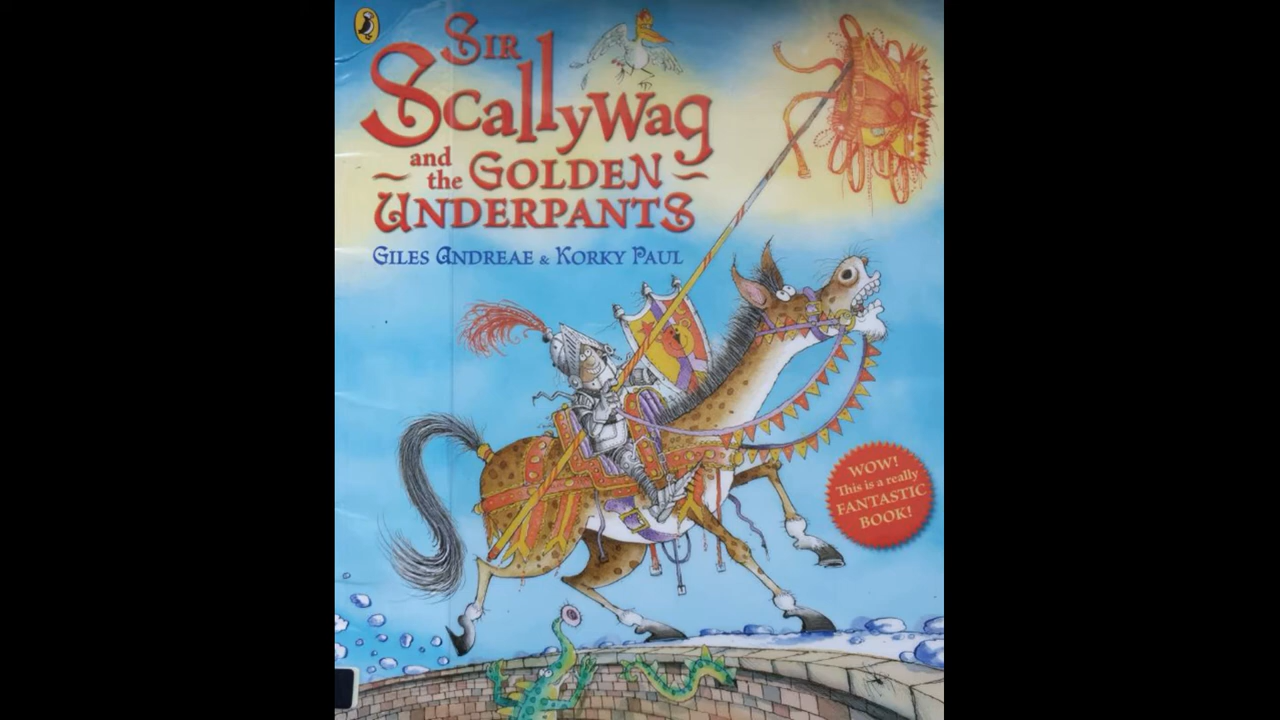 SIR
ScallyWag
and
the GOLDEN
UNDERPANTS
GILES ANDREAE & KORKY PAUL
WOW!
This is a really
FANTASTIC
BOOK!